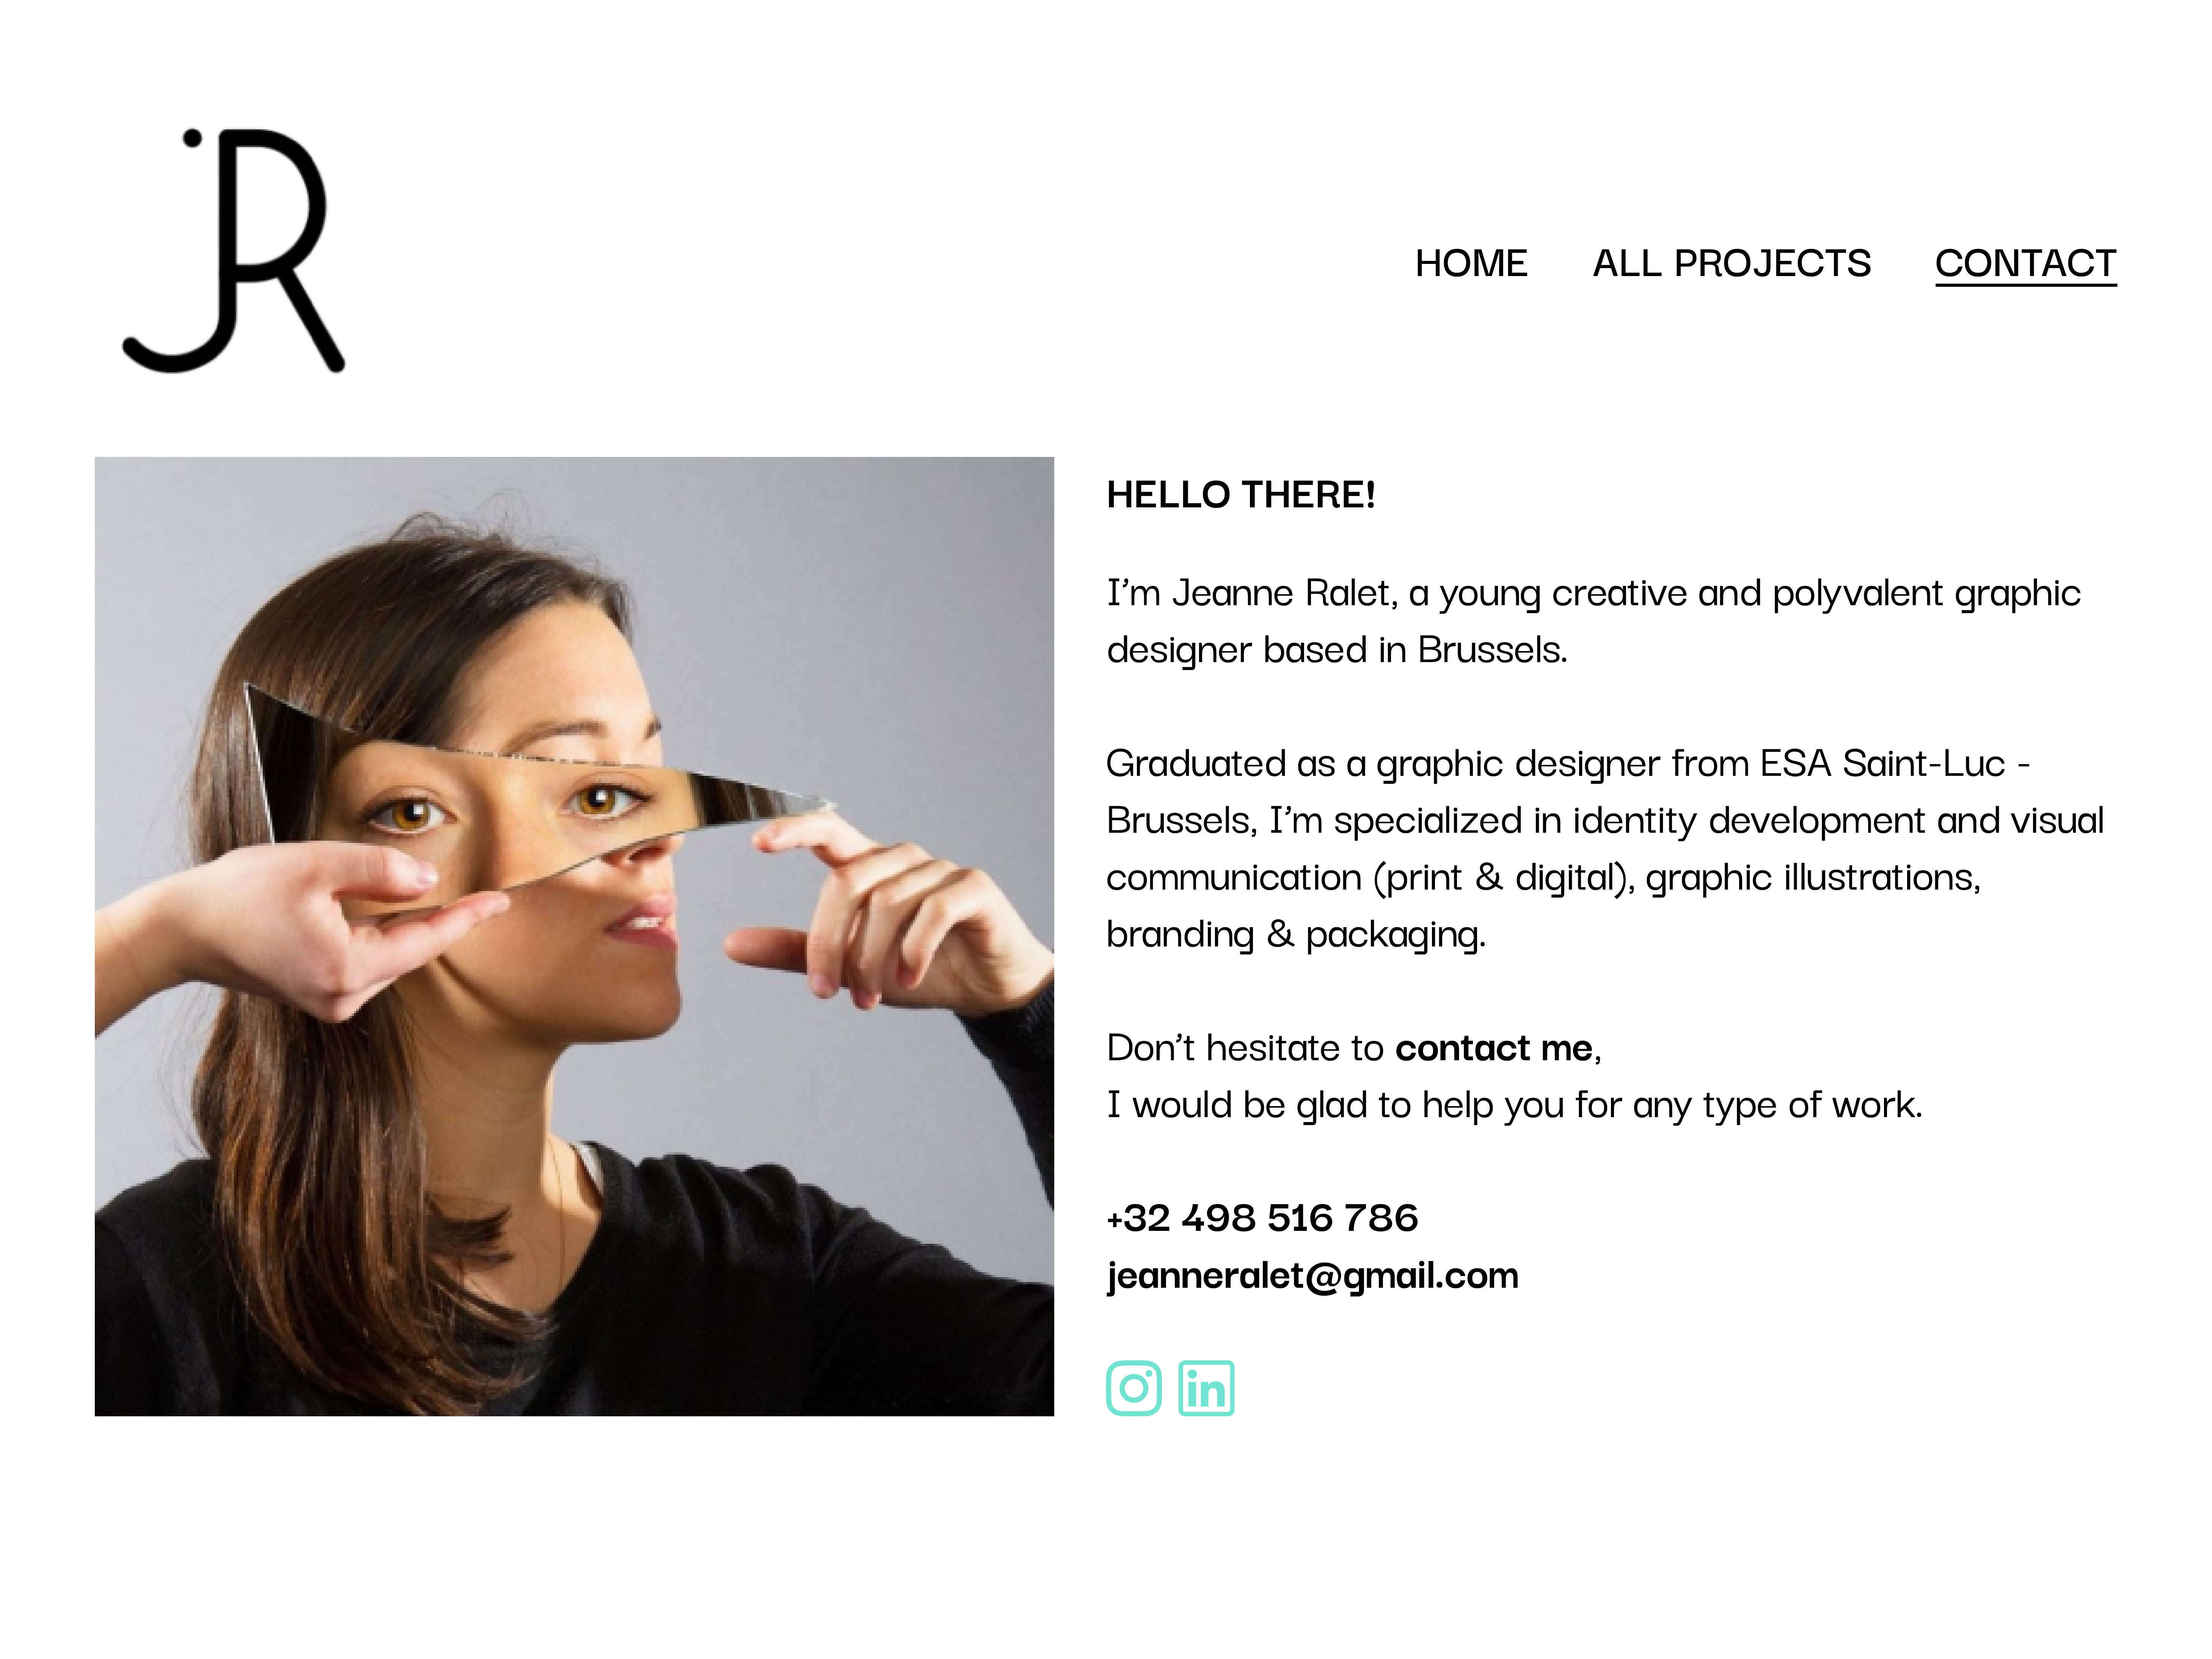 JR
HOME ALL PROJECTS CONTACT
HELLO THERE!
I’m Jeanne Ralet, a young creative and polyvalent graphic
designer based in Brussels.
Graduated as a graphic designer from ESA Saint-Luc -
Brussels, I’m specialized in identity development and visual
communication (print & digital), graphic illustrations,
branding & packaging.
Don’t hesitate to contact me,
I would be glad to help you for any type of work.
+32 498 516 786
jeanneralet@gmail.com
in